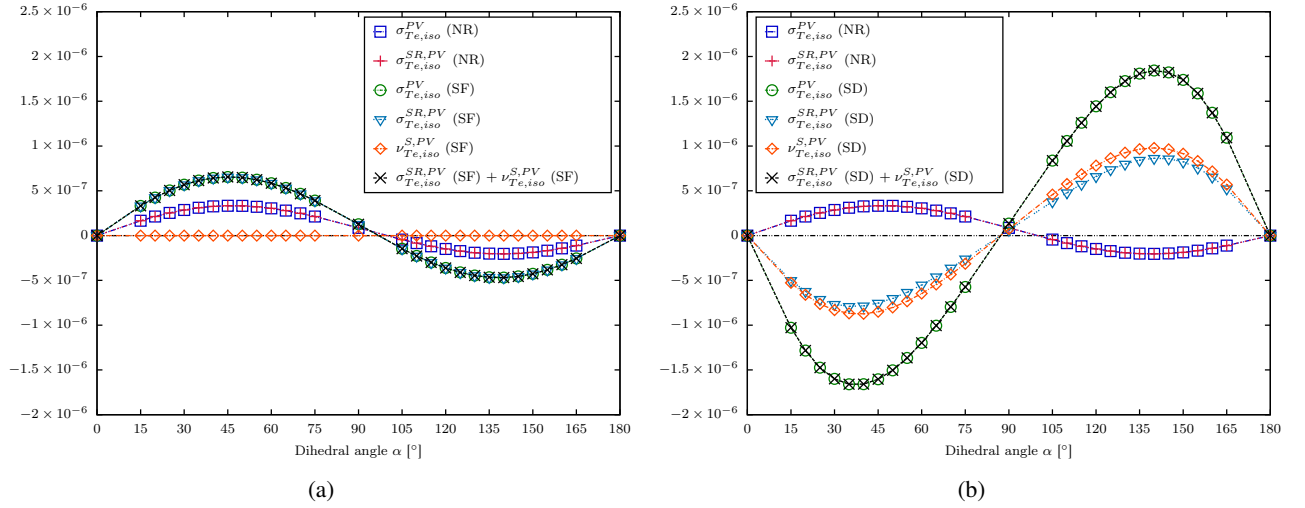 2.5 × 10⁻⁶
2 × 10⁻⁶
1.5 × 10⁻⁶
1 × 10⁻⁶
5 × 10⁻⁷
0
−5 × 10⁻⁷
−1 × 10⁻⁶
−1.5 × 10⁻⁶
−2 × 10⁻⁶
σ^{PV}_{Te,iso} (NR)
σ^{SR,PV}_{Te,iso} (NR)
σ^{PV}_{Te,iso} (SF)
σ^{SR,PV}_{Te,iso} (SF)
ν^{S,PV}_{Te,iso} (SF)
σ^{SR,PV}_{Te,iso} (SF) + ν^{S,PV}_{Te,iso} (SF)
0 15 30 45 60 75 90 105 120 135 150 165 180
Dihedral angle α [°]
(a)
2.5 × 10⁻⁶
2 × 10⁻⁶
1.5 × 10⁻⁶
1 × 10⁻⁶
5 × 10⁻⁷
0
−5 × 10⁻⁷
−1 × 10⁻⁶
−1.5 × 10⁻⁶
−2 × 10⁻⁶
σ^{PV}_{Te,iso} (NR)
σ^{SR,PV}_{Te,iso} (NR)
σ^{PV}_{Te,iso} (SD)
σ^{SR,PV}_{Te,iso} (SD)
ν^{S,PV}_{Te,iso} (SD)
σ^{SR,PV}_{Te,iso} (SD) + ν^{S,PV}_{Te,iso} (SD)
0 15 30 45 60 75 90 105 120 135 150 165 180
Dihedral angle α [°]
(b)